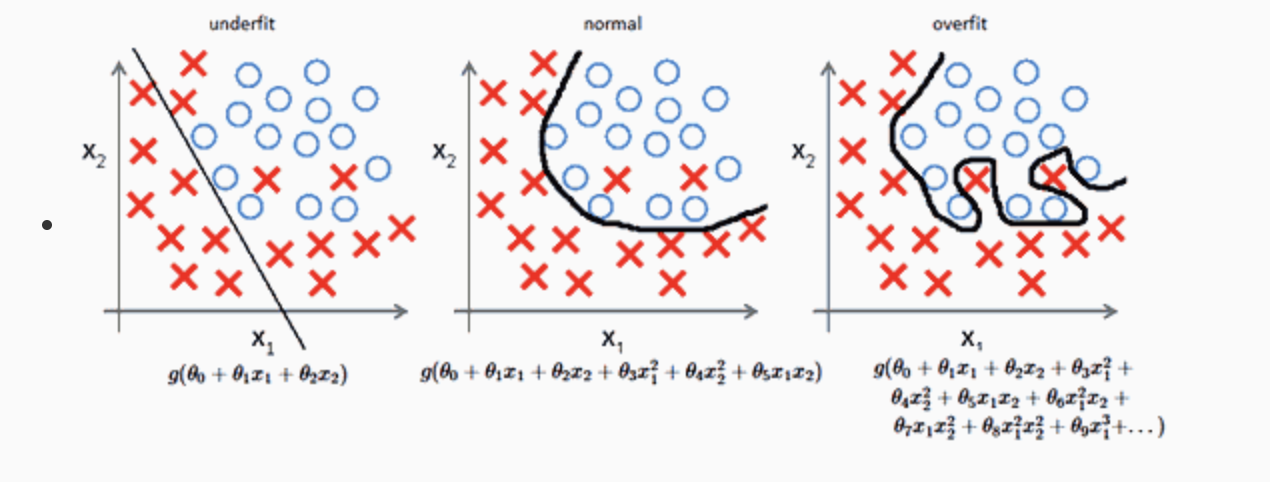 underfit
normal
overfit
X₂
X₂
X₂
X₁
X₁
X₁
g(θ₀ + θ₁x₁ + θ₂x₂)
g(θ₀ + θ₁x₁ + θ₂x₂ + θ₃x₁² + θ₄x₂² + θ₅x₁x₂)
g(θ₀ + θ₁x₁ + θ₂x₂ + θ₃x₁² +
θ₄x₂² + θ₅x₁x₂ + θ₆x₁²x₂ +
θ₇x₁x₂² + θ₈x₁²x₂² + θ₉x₁³+...)